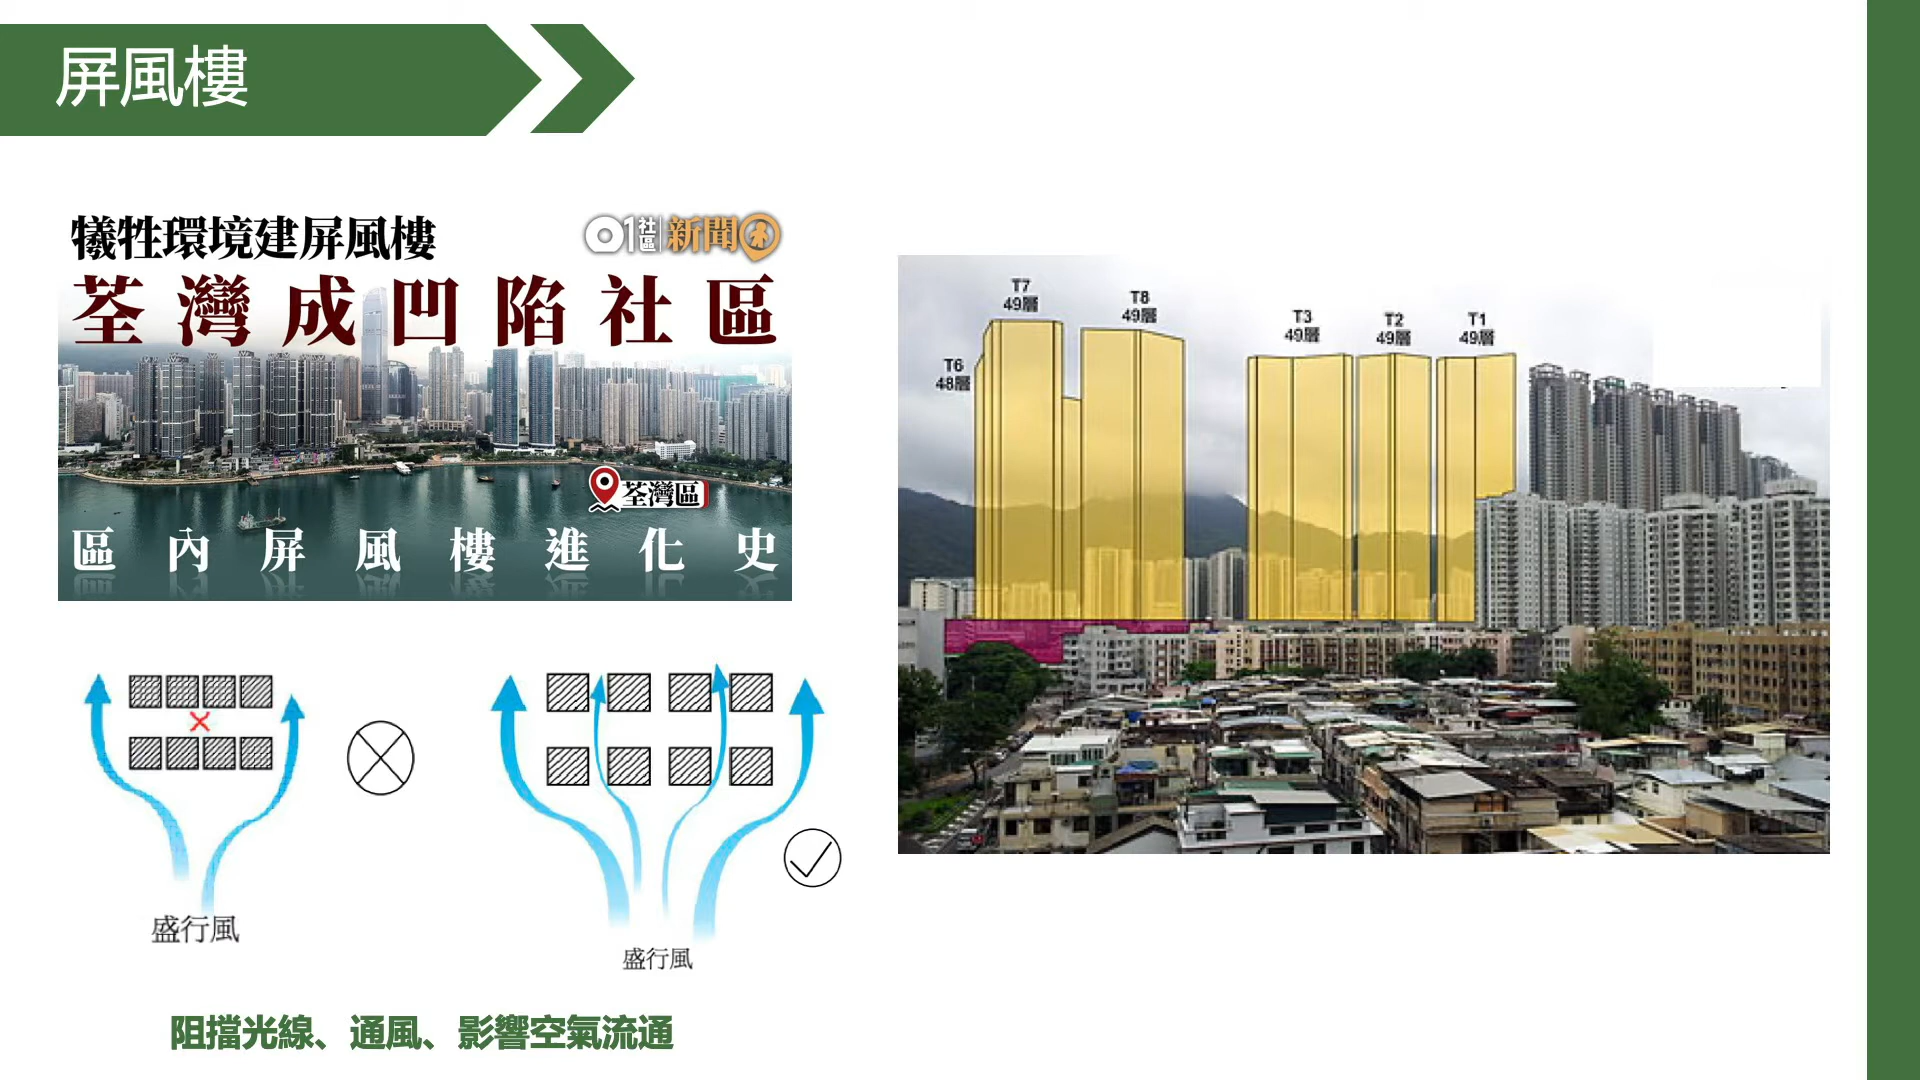 屏風樓
犧牲環境建屏風樓
01社區新聞
荃灣成凹陷社區
荃灣區
區內屏風樓進化史
T7
49層
T8
49層
T6
48層
T3
49層
T2
49層
T1
49層
盛行風
盛行風
阻擋光線、通風、影響空氣流通